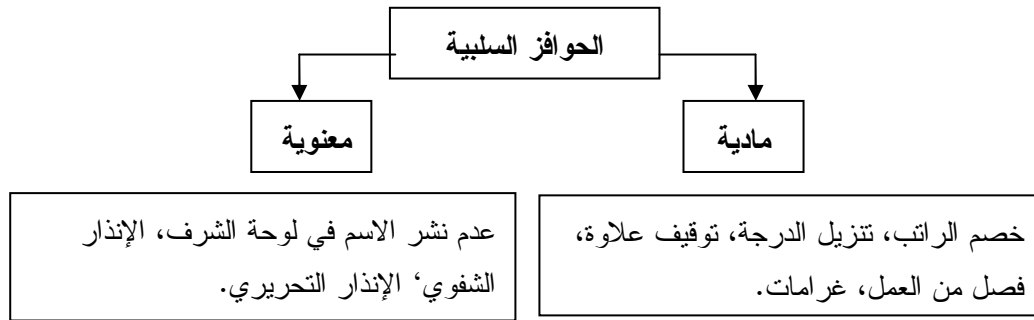 الحوافز السلبية
مادية
معنوية
خصم الراتب، تنزيل الدرجة، توقيف علاوة،
فصل من العمل، غرامات.
عدم نشر الاسم في لوحة الشرف، الإنذار
الشفوي‘ الإنذار التحريري.